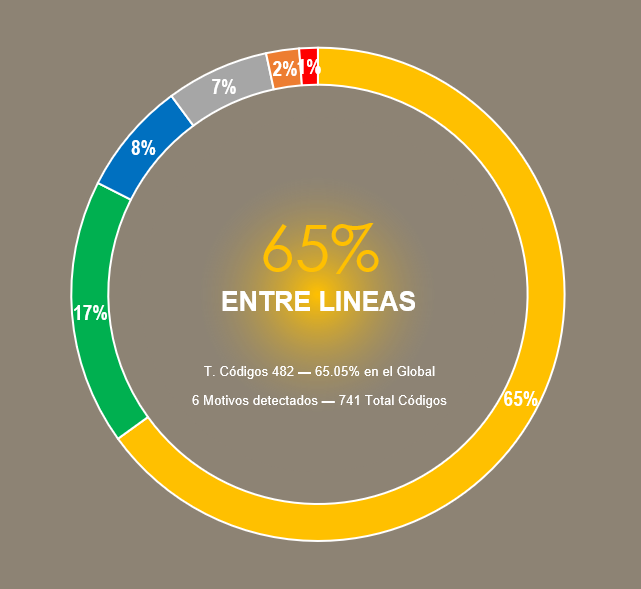 2%
1%
7%
8%
65%
ENTRE LINEAS
17%
T. Códigos 482 — 65.05% en el Global
65%
6 Motivos detectados — 741 Total Códigos